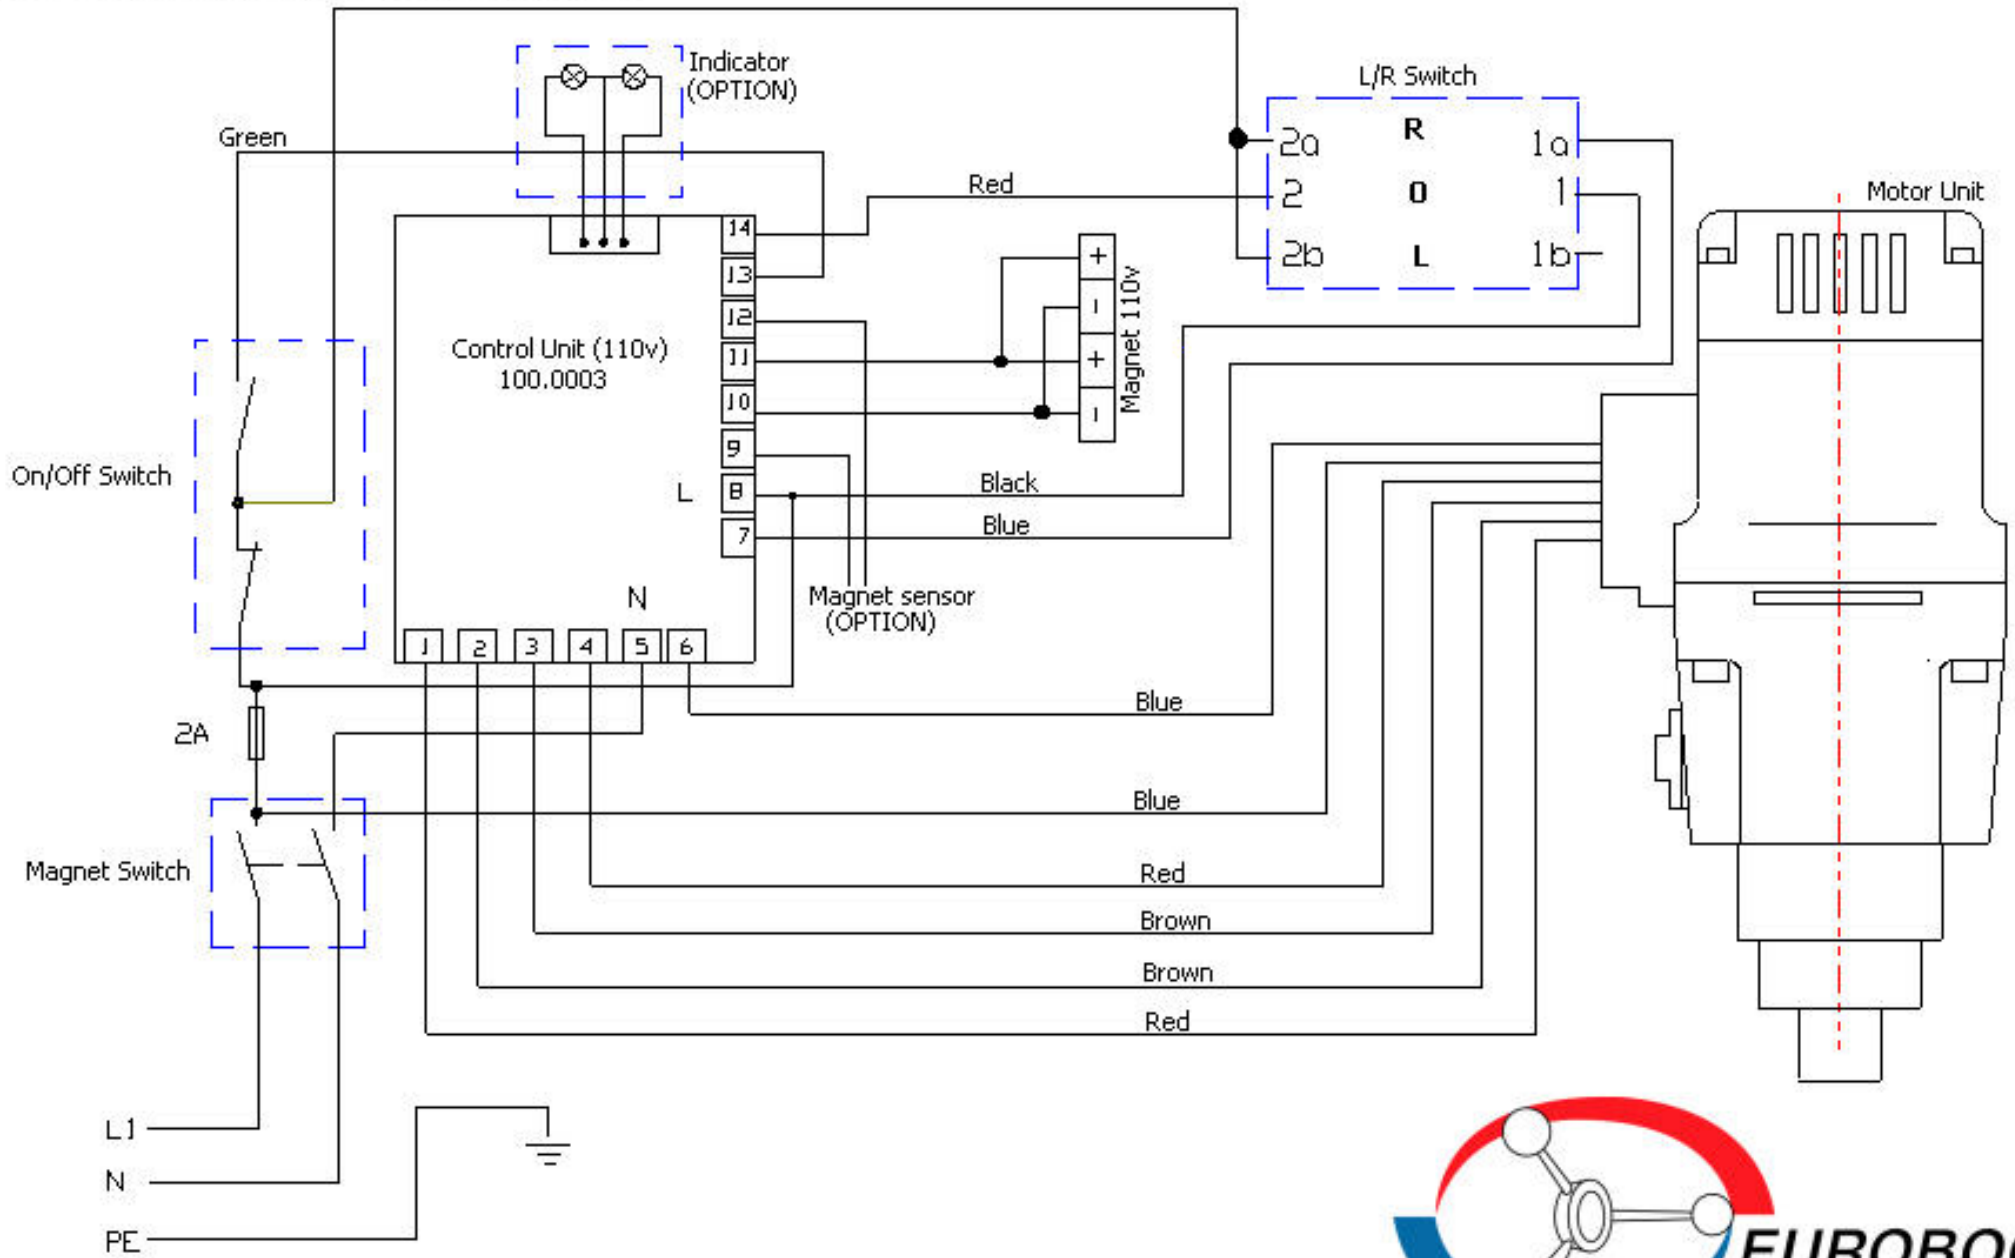 Indicator
(OPTION)
L/R Switch
Green
2a
R
1a
Motor Unit
Red
2
0
1
14
2b
L
1b
13
+
-
+
-
Magnet 110v
12
Control Unit (110v)
100.0003
11
10
9
On/Off Switch
L
8
Black
7
Blue
N
Magnet sensor
(OPTION)
1
2
3
4
5
6
Blue
2A
Blue
Magnet Switch
Red
Brown
Brown
Red
L1
N
PE